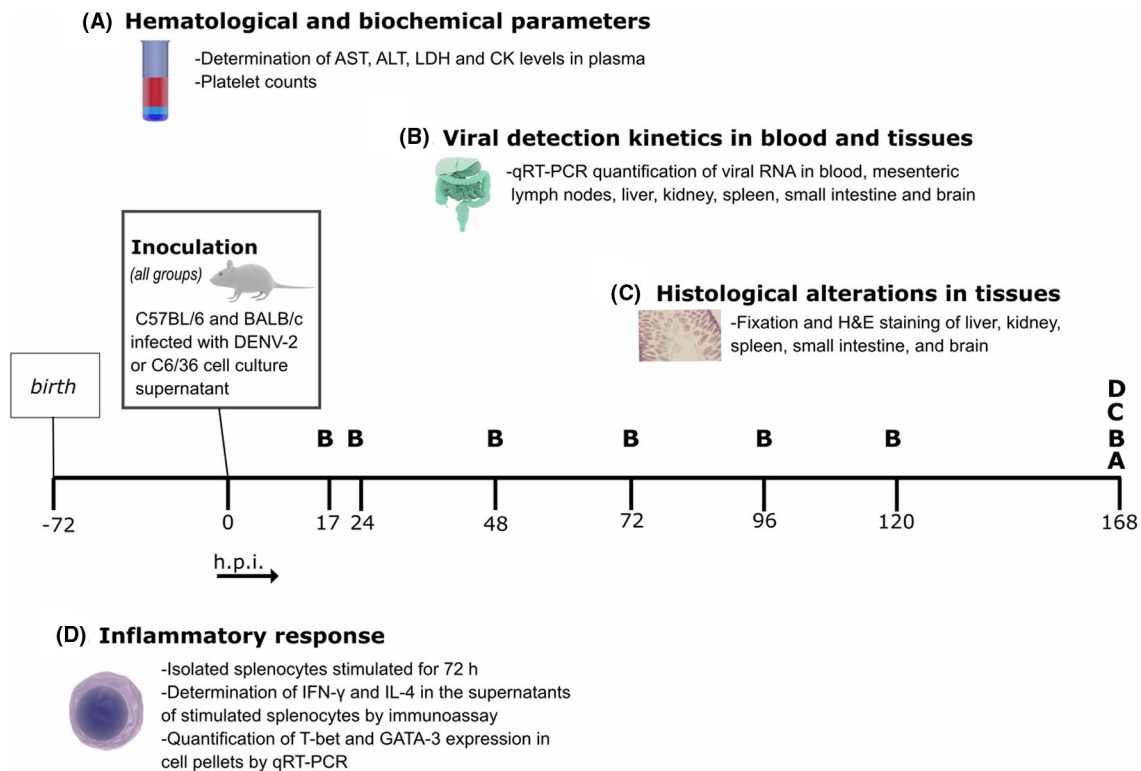 (A) Hematological and biochemical parameters
-Determination of AST, ALT, LDH and CK levels in plasma
-Platelet counts
(B) Viral detection kinetics in blood and tissues
-qRT-PCR quantification of viral RNA in blood, mesenteric
lymph nodes, liver, kidney, spleen, small intestine and brain
Inoculation
(all groups)
C57BL/6 and BALB/c
infected with DENV-2
or C6/36 cell culture
supernatant
(C) Histological alterations in tissues
-Fixation and H&E staining of liver, kidney,
spleen, small intestine, and brain
birth
D
C
B B B B B B B
A
-72 0 17 24 48 72 96 120 168
h.p.i.
(D) Inflammatory response
-Isolated splenocytes stimulated for 72 h
-Determination of IFN-γ and IL-4 in the supernatants
of stimulated splenocytes by immunoassay
-Quantification of T-bet and GATA-3 expression in
cell pellets by qRT-PCR